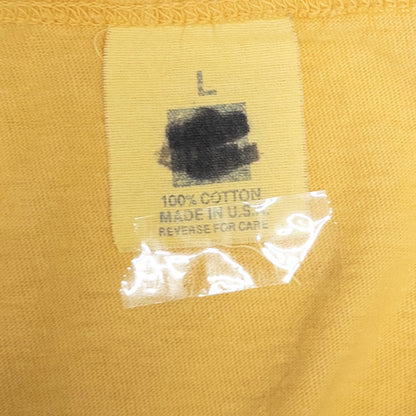 L
100% COTTON
MADE IN U.S.A.
REVERSE FOR CARE